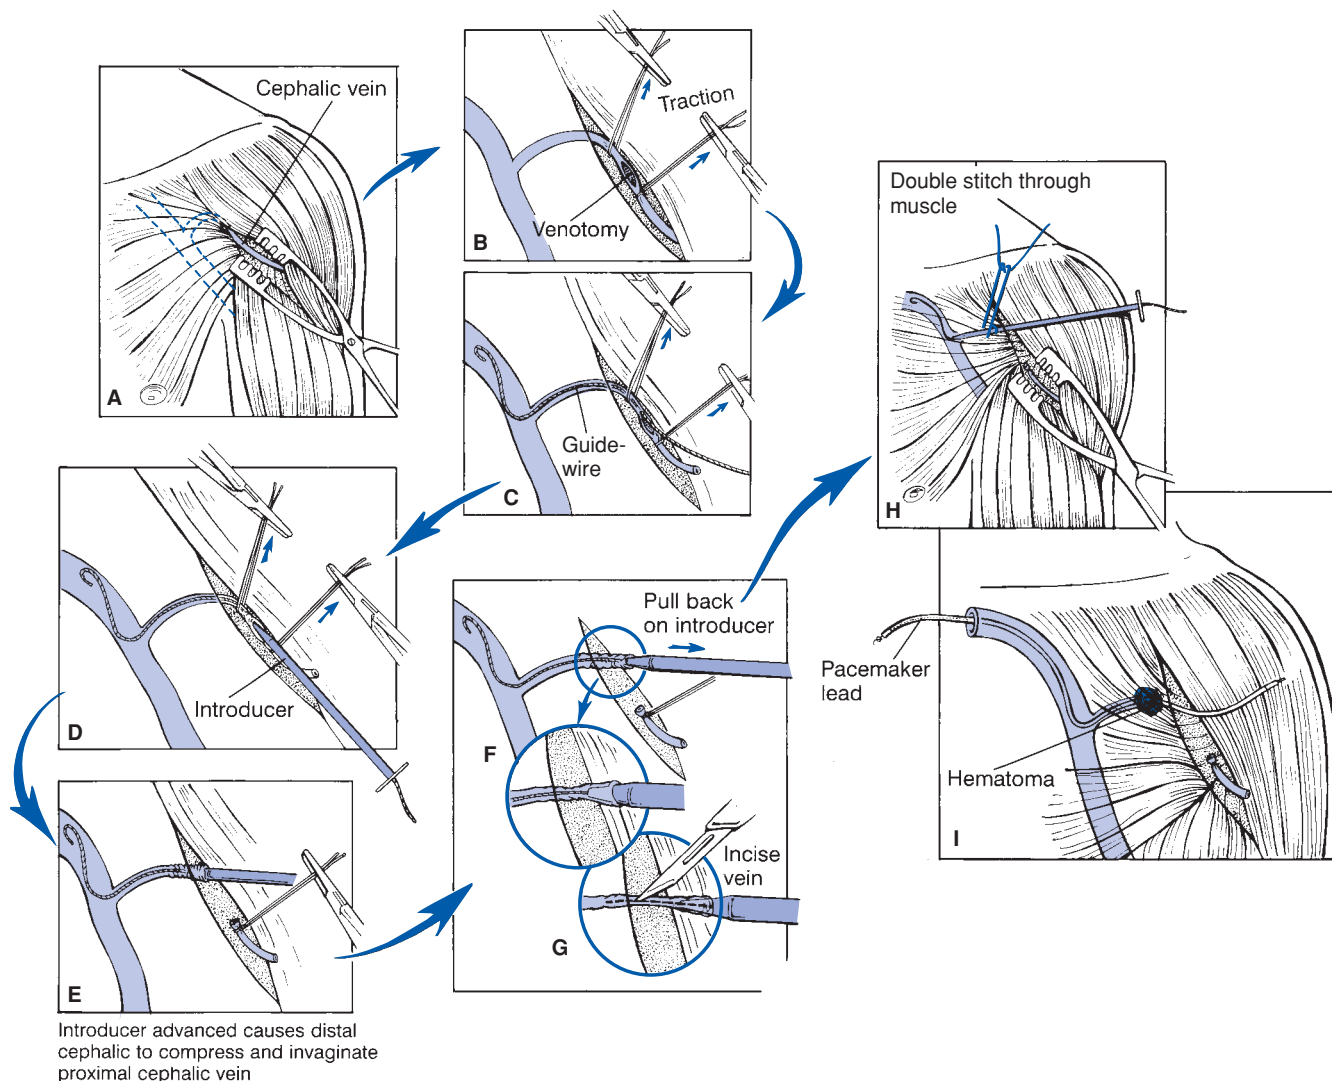 Cephalic vein
A
Traction
Venotomy
B
Guide-
wire
C
Introducer
D
E
Introducer advanced causes distal
cephalic to compress and invaginate
proximal cephalic vein
Pull back
on introducer
F
Incise
vein
G
Double stitch through
muscle
H
Pacemaker
lead
Hematoma
I